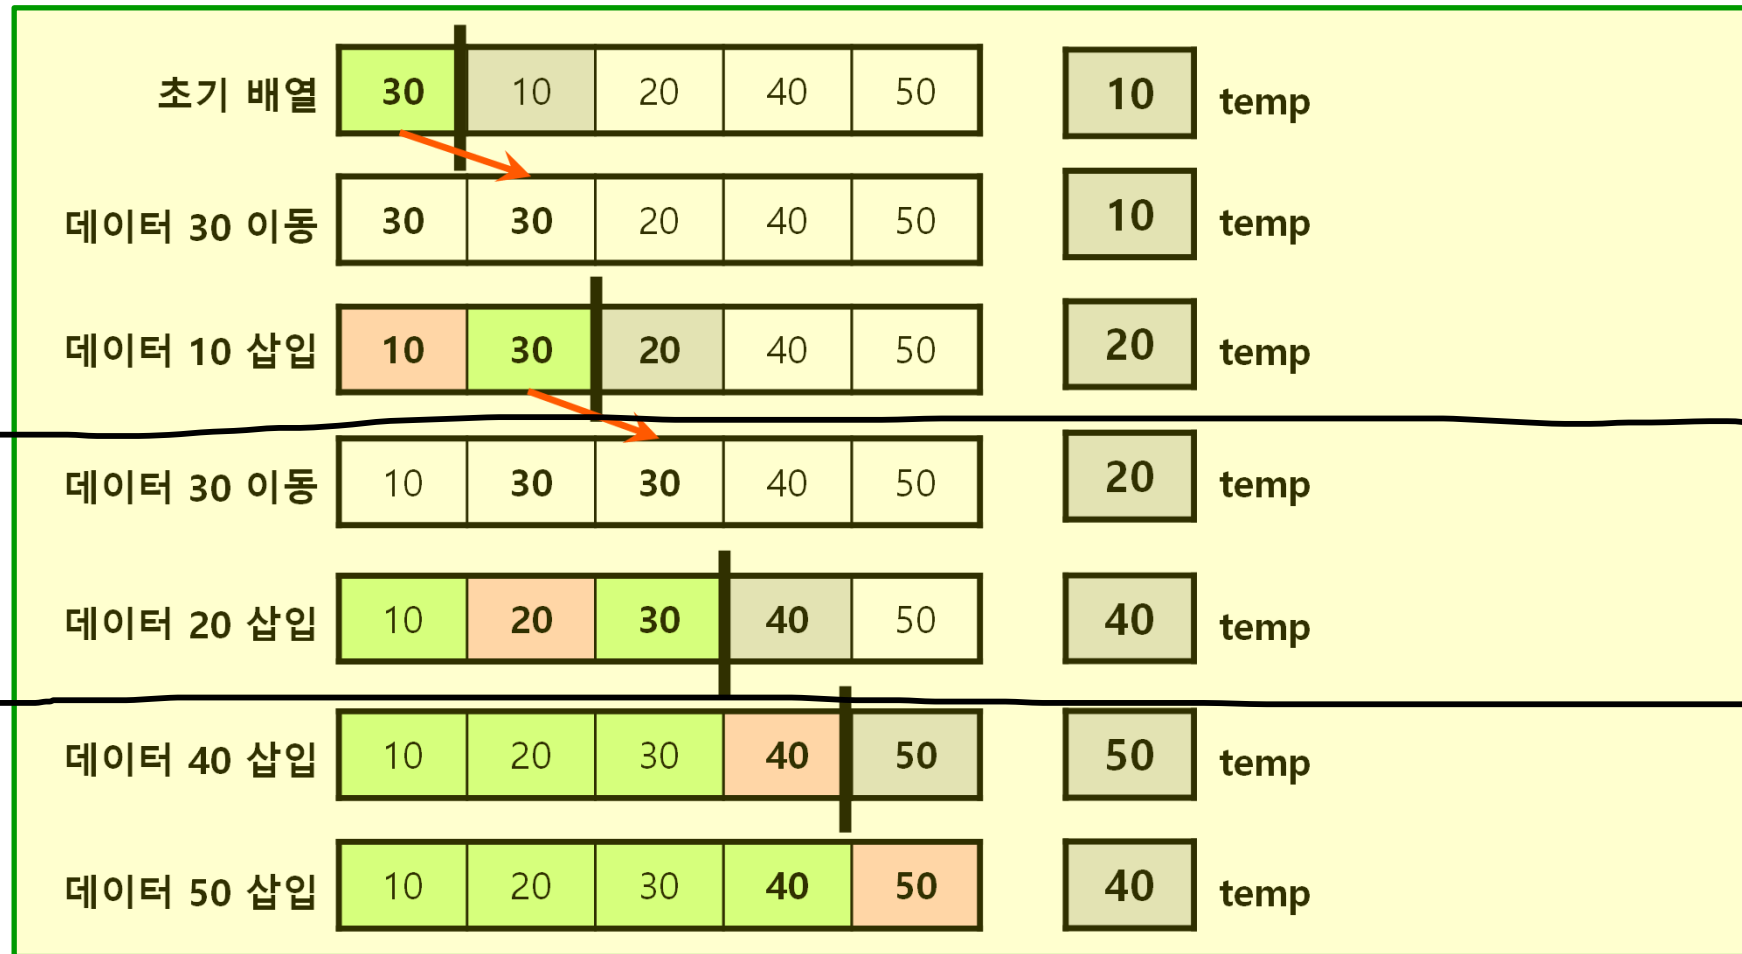 초기 배열 30 10 20 40 50 10 temp
데이터 30 이동 30 30 20 40 50 10 temp
데이터 10 삽입 10 30 20 40 50 20 temp
데이터 30 이동 10 30 30 40 50 20 temp
데이터 20 삽입 10 20 30 40 50 40 temp
데이터 40 삽입 10 20 30 40 50 50 temp
데이터 50 삽입 10 20 30 40 50 40 temp